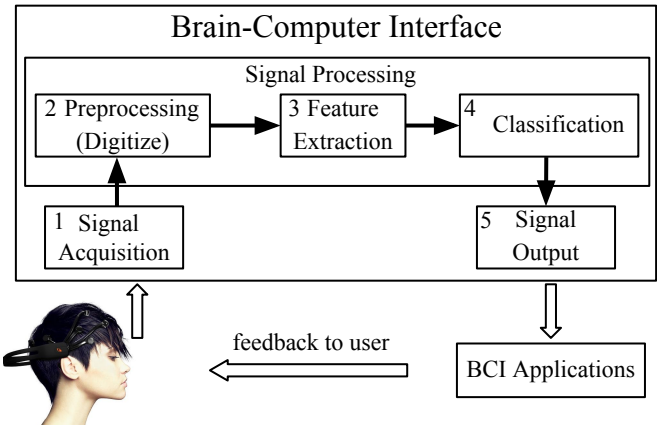 Brain-Computer Interface
Signal Processing
2 Preprocessing
(Digitize)
3 Feature
Extraction
4
Classification
1 Signal
Acquisition
5 Signal
Output
feedback to user
BCI Applications